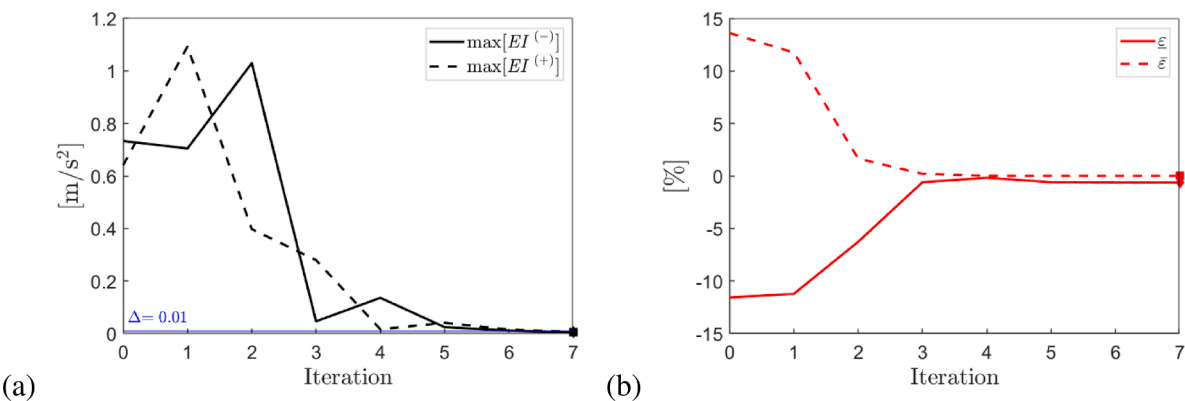 1.2
1
0.8
0.6
0.4
0.2
0
[m/s²]
max[EI (−)]
max[EI (+)]
Δ= 0.01
0 1 2 3 4 5 6 7
Iteration
(a)
15
10
5
0
-5
-10
-15
[%]
0 1 2 3 4 5 6 7
Iteration
(b)